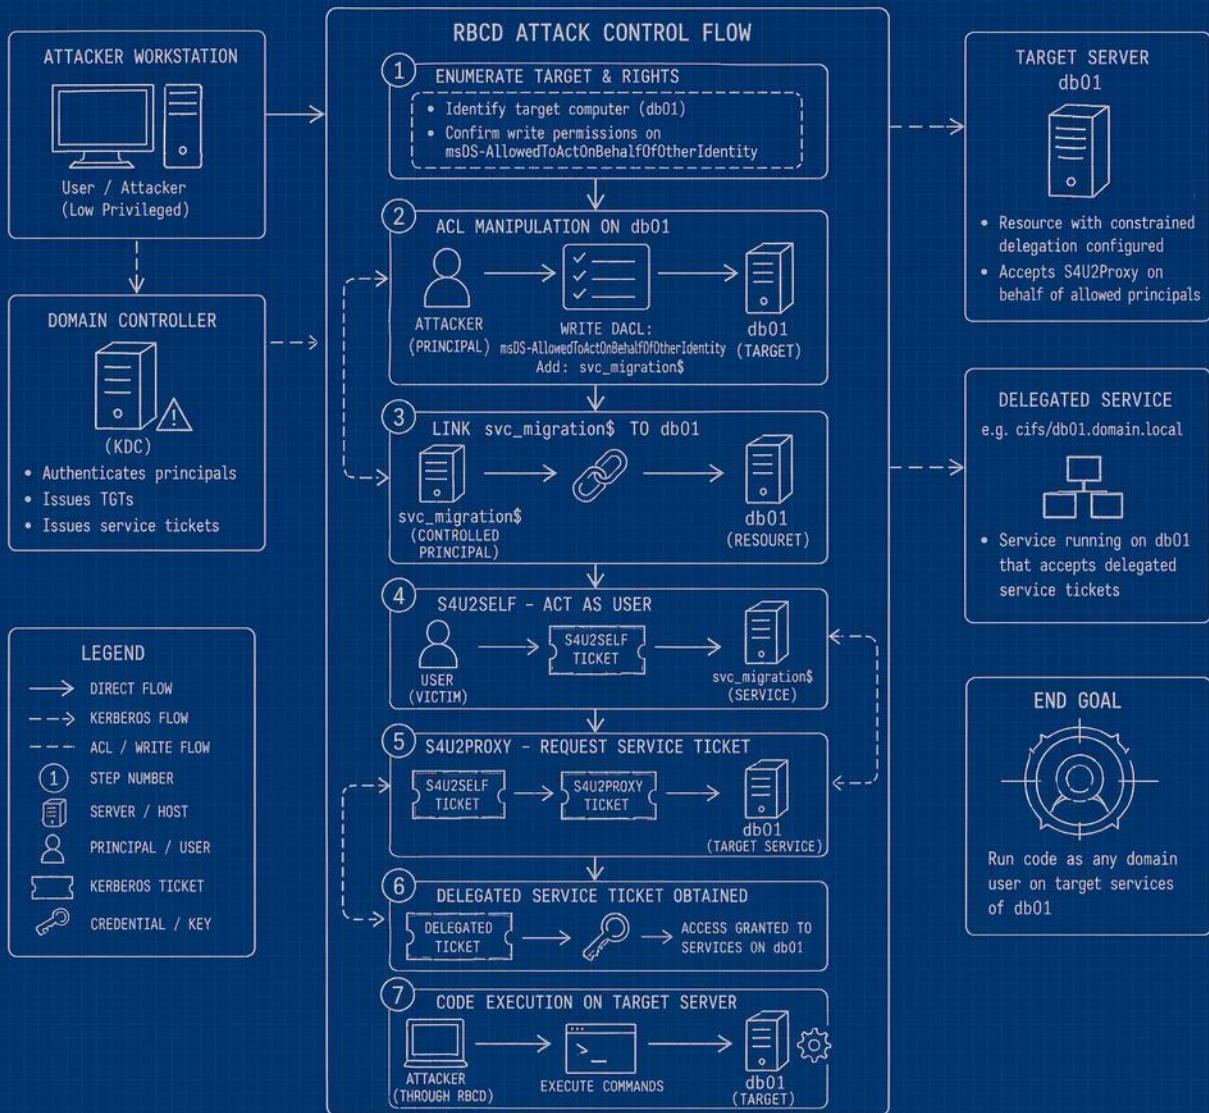 ATTACKER WORKSTATION
User / Attacker
(Low Privileged)
DOMAIN CONTROLLER
(KDC)
• Authenticates principals
• Issues TGTs
• Issues service tickets
LEGEND
DIRECT FLOW
KERBEROS FLOW
ACL / WRITE FLOW
1 STEP NUMBER
SERVER / HOST
PRINCIPAL / USER
KERBEROS TICKET
CREDENTIAL / KEY
RBCD ATTACK CONTROL FLOW
1 ENUMERATE TARGET & RIGHTS
• Identify target computer (db01)
• Confirm write permissions on
msDS-AllowedToActOnBehalfOfOtherIdentity
2 ACL MANIPULATION ON db01
ATTACKER
(PRINCIPAL)
WRITE DACL:
msDS-AllowedToActOnBehalfOfOtherIdentity
Add: svc_migration$
db01
(TARGET)
3 LINK svc_migration$ TO db01
svc_migration$
(CONTROLLED
PRINCIPAL)
db01
(RESOURET)
4 S4U2SELF - ACT AS USER
USER
(VICTIM)
S4U2SELF
TICKET
svc_migration$
(SERVICE)
5 S4U2PROXY - REQUEST SERVICE TICKET
S4U2SELF
TICKET
S4U2PROXY
TICKET
db01
(TARGET SERVICE)
6 DELEGATED SERVICE TICKET OBTAINED
DELEGATED
TICKET
ACCESS GRANTED TO
SERVICES ON db01
7 CODE EXECUTION ON TARGET SERVER
ATTACKER
(THROUGH RBCD)
>_
EXECUTE COMMANDS
db01
(TARGET)
TARGET SERVER
db01
• Resource with constrained
delegation configured
• Accepts S4U2Proxy on
behalf of allowed principals
DELEGATED SERVICE
e.g. cifs/db01.domain.local
• Service running on db01
that accepts delegated
service tickets
END GOAL
Run code as any domain
user on target services
of db01